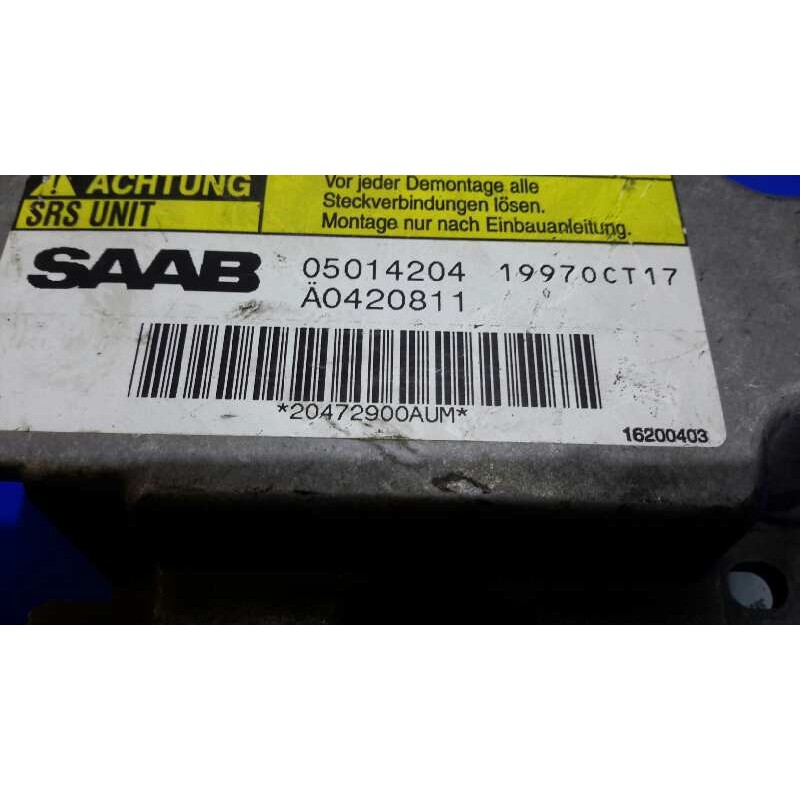 ACHTUNG
SRS UNIT
Vor jeder Demontage alle
Steckverbindungen lösen.
Montage nur nach Einbauanleitung.
SAAB
05014204 19970CT17
Ä0420811
*20472900AUM*
16200403